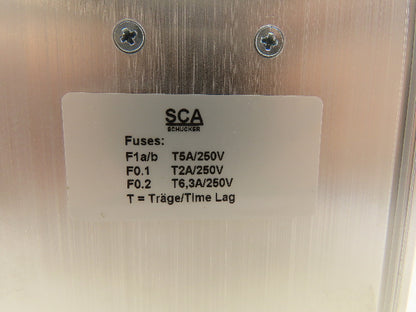 SCA
SCHUCKER
Fuses:
F1a/b T5A/250V
F0.1 T2A/250V
F0.2 T6,3A/250V
T = Träge/Time Lag